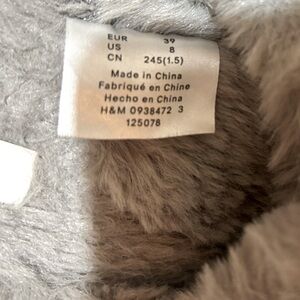 EUR 39
US 8
CN 245(1.5)
Made in China
Fabriqué en Chine
Hecho en China
H&M 0938472 3
125078